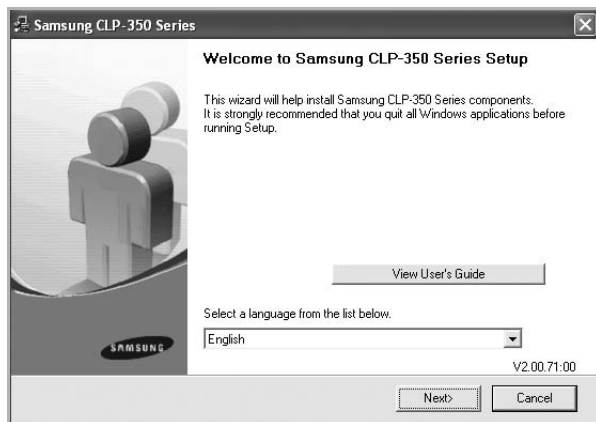 Samsung CLP-350 Series
Welcome to Samsung CLP-350 Series Setup
This wizard will help install Samsung CLP-350 Series components.
It is strongly recommended that you quit all Windows applications before
running Setup.
View User's Guide
Select a language from the list below.
English
SAMSUNG
V2.00.71:00
Next>
Cancel